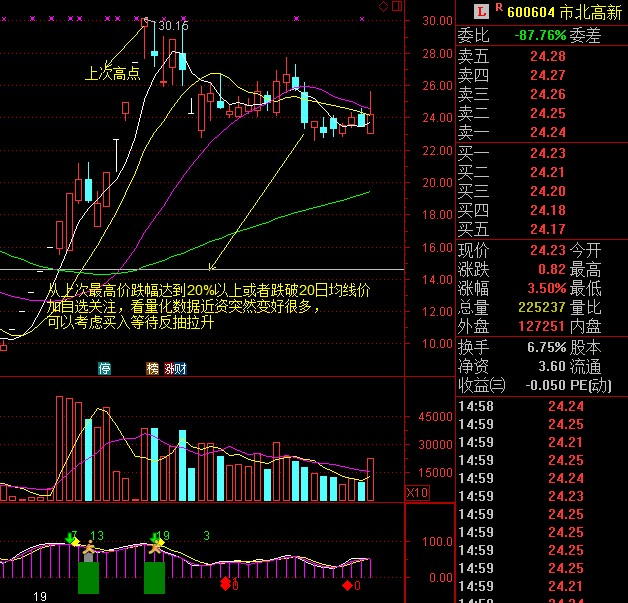 L R 600604 市北高新
委比 -87.76% 委差
卖五 24.28
卖四 24.27
卖三 24.26
卖二 24.25
卖一 24.24
买一 24.23
买二 24.21
买三 24.20
买四 24.18
买五 24.17
现价 24.23 今开
涨跌 0.82 最高
涨幅 3.50% 最低
总量 225237 量比
外盘 127251 内盘
换手 6.75% 股本
净资 3.60 流通
收益㈢ -0.050 PE(动)
14:58 24.24
14:59 24.25
14:59 24.21
14:59 24.25
14:59 24.24
14:59 24.23
14:59 24.25
14:59 24.25
14:59 24.25
14:59 24.25
14:59 24.21
30.15
上次高点
从上次最高价跌幅达到20%以上或者跌破20日均线价
加自选关注，看量化数据近资突然变好很多，
可以考虑买入等待反抽拉升
停 榜 涨财
30.00
28.00
26.00
24.00
22.00
20.00
18.00
16.00
14.00
12.00
10.00
45000
30000
15000
X10
7 13 19 3
100.0
0.00
0
19